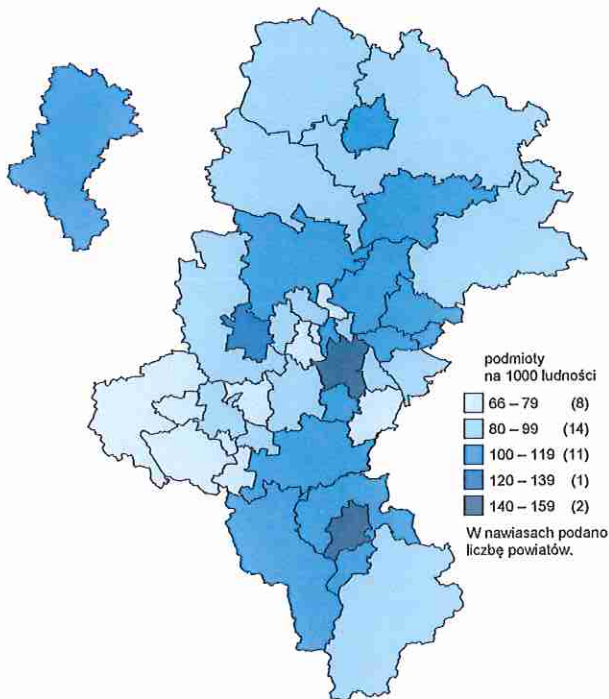 podmioty
na 1000 ludności
66 – 79 (8)
80 – 99 (14)
100 – 119 (11)
120 – 139 (1)
140 – 159 (2)
W nawiasach podano
liczbę powiatów.